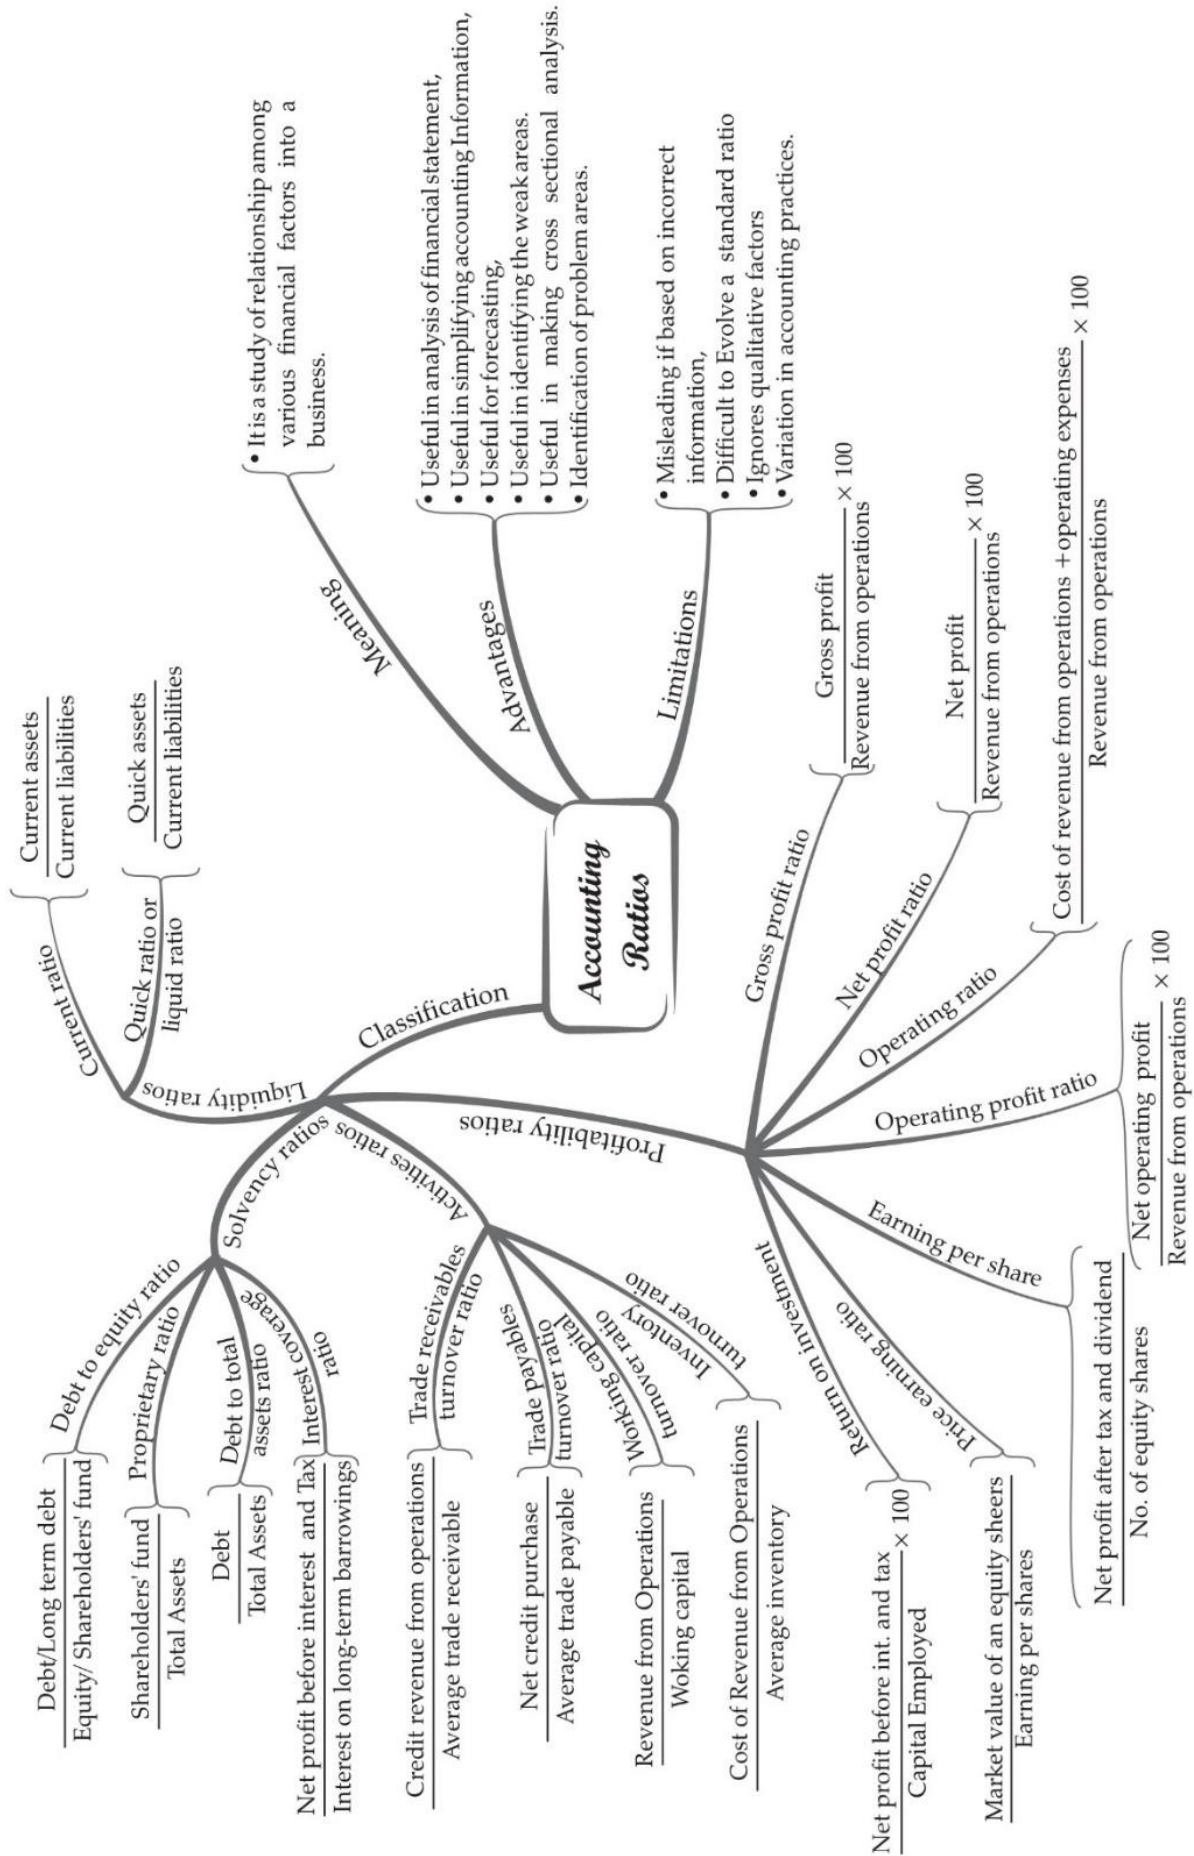 Accounting
Ratios
Meaning
• It is a study of relationship among
various financial factors into a
business.
Advantages
• Useful in analysis of financial statement,
• Useful in simplifying accounting Information,
• Useful for forecasting,
• Useful in identifying the weak areas.
• Useful in making cross sectional analysis.
• Identification of problem areas.
Limitations
• Misleading if based on incorrect
information,
• Difficult to Evolve a standard ratio
• Ignores qualitative factors
• Variation in accounting practices.
Classification
Liquidity ratios
Current ratio
Current assets
Current liabilities
Quick ratio or
liquid ratio
Quick assets
Current liabilities
Solvency ratios
Debt to equity ratio
Debt/Long term debt
Equity/ Shareholders' fund
Proprietary ratio
Shareholders' fund
Total Assets
Debt to total
assets ratio
Debt
Total Assets
Interest coverage
ratio
Net profit before interest and Tax
Interest on long-term barrowings
Activities ratios
Trade receivables
turnover ratio
Credit revenue from operations
Average trade receivable
Trade payables
turnover ratio
Net credit purchase
Average trade payable
Working capital
turnover ratio
Revenue from Operations
Woking capital
Inventory
turnover ratio
Cost of Revenue from Operations
Average inventory
Profitability ratios
Gross profit ratio
Gross profit
Revenue from operations
× 100
Net profit ratio
Net profit
Revenue from operations
× 100
Operating ratio
Cost of revenue from operations +operating expenses
Revenue from operations
× 100
Operating profit ratio
Net operating profit
Revenue from operations
× 100
Earning per share
Net profit after tax and dividend
No. of equity shares
Price earning ratio
Market value of an equity sheers
Earning per shares
Return on investment
Net profit before int. and tax
Capital Employed
× 100